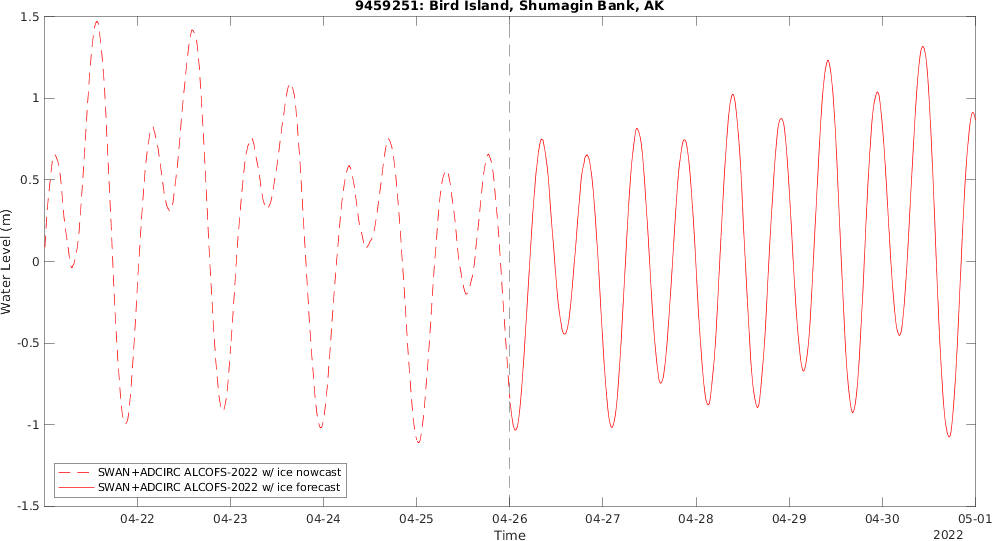 9459251: Bird Island, Shumagin Bank, AK
1.5
1
0.5
0
-0.5
-1
-1.5
Water Level (m)
SWAN+ADCIRC ALCOFS-2022 w/ ice nowcast
SWAN+ADCIRC ALCOFS-2022 w/ ice forecast
04-22 04-23 04-24 04-25 04-26 04-27 04-28 04-29 04-30 05-01
Time
2022